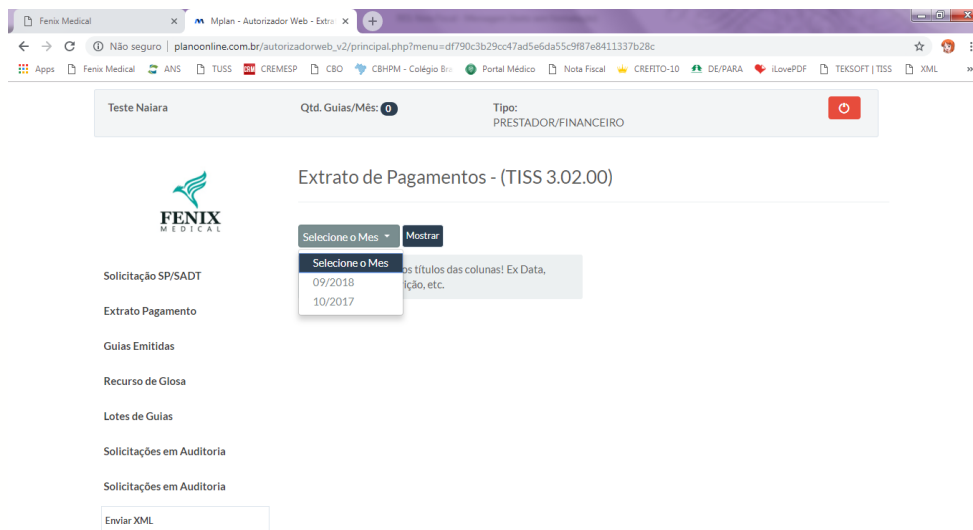 Fenix Medical
Mplan - Autorizador Web - Extra
Não seguro | planoonline.com.br/autorizadorweb_v2/principal.php?menu=df790c3b29cc47ad5e6da55c9f87e8411337b28c
Apps Fenix Medical ANS TUSS CRM CREMESP CBO CBHPM - Colégio Bra Portal Médico Nota Fiscal CREFITO-10 DE/PARA iLovePDF TEKSOFT | TISS XML »
Teste Naiara Qtd. Guias/Mês: 0 Tipo:
PRESTADOR/FINANCEIRO
FENIX
MEDICAL
Extrato de Pagamentos - (TISS 3.02.00)
Selecione o Mes Mostrar
Selecione o Mes
09/2018
10/2017
os títulos das colunas! Ex Data,
ição, etc.
Solicitação SP/SADT
Extrato Pagamento
Guias Emitidas
Recurso de Glosa
Lotes de Guias
Solicitações em Auditoria
Solicitações em Auditoria
Enviar XML